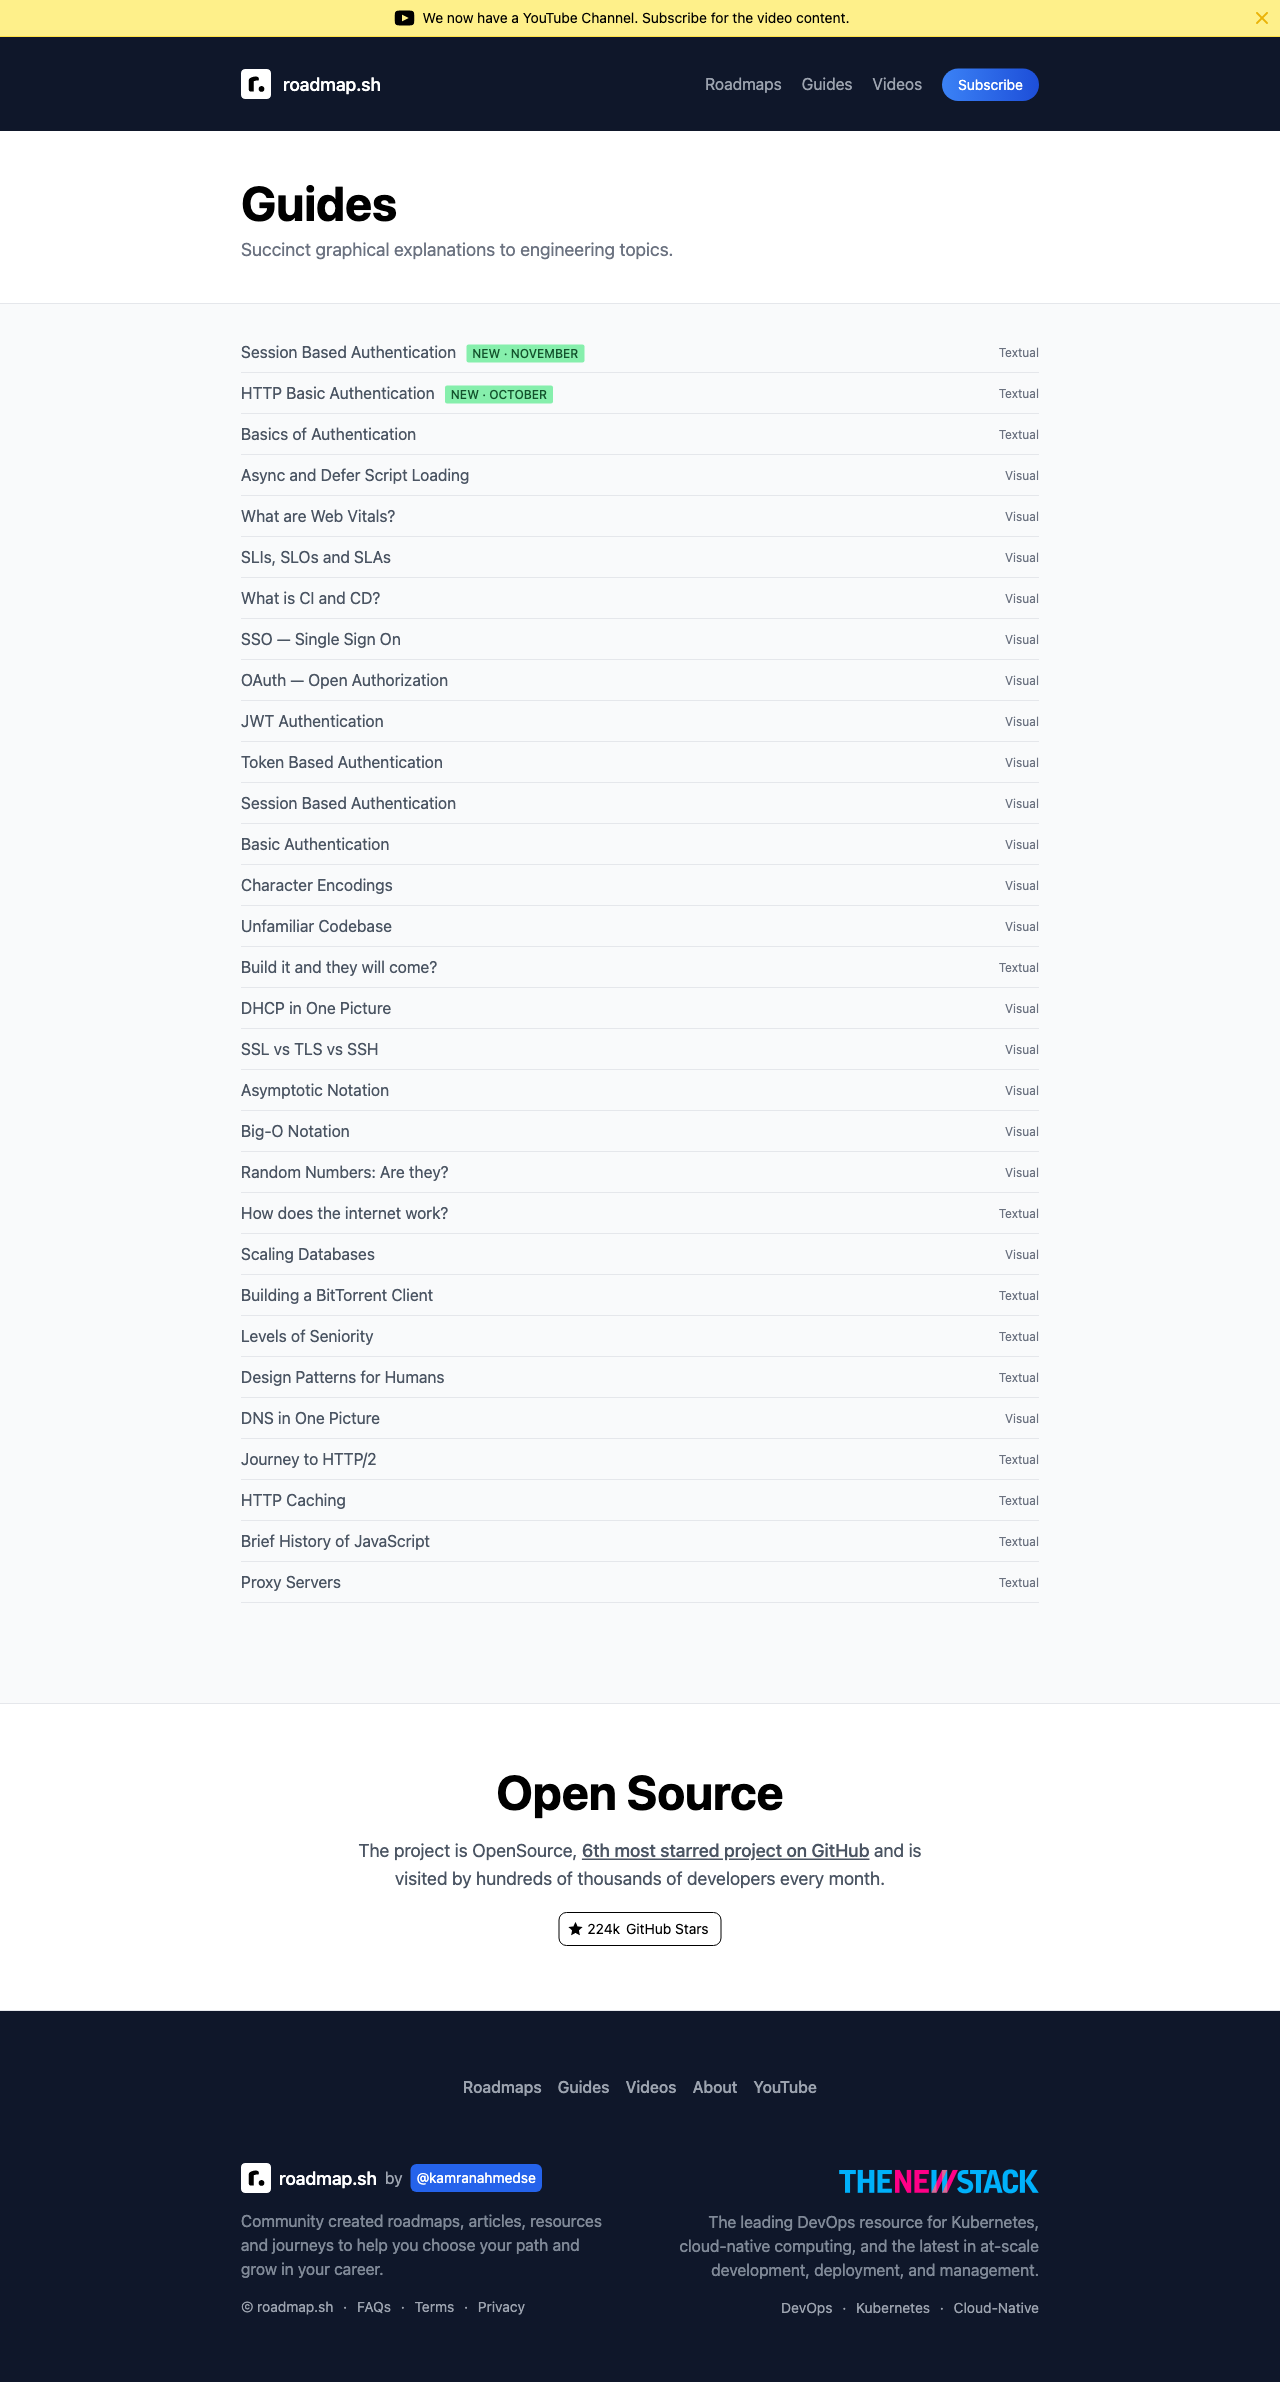 We now have a YouTube Channel. Subscribe for the video content.
roadmap.sh
Roadmaps Guides Videos Subscribe
Guides
Succinct graphical explanations to engineering topics.
Session Based Authentication NEW · NOVEMBER Textual
HTTP Basic Authentication NEW · OCTOBER Textual
Basics of Authentication Textual
Async and Defer Script Loading Visual
What are Web Vitals? Visual
SLIs, SLOs and SLAs Visual
What is CI and CD? Visual
SSO — Single Sign On Visual
OAuth — Open Authorization Visual
JWT Authentication Visual
Token Based Authentication Visual
Session Based Authentication Visual
Basic Authentication Visual
Character Encodings Visual
Unfamiliar Codebase Visual
Build it and they will come? Textual
DHCP in One Picture Visual
SSL vs TLS vs SSH Visual
Asymptotic Notation Visual
Big-O Notation Visual
Random Numbers: Are they? Visual
How does the internet work? Textual
Scaling Databases Visual
Building a BitTorrent Client Textual
Levels of Seniority Textual
Design Patterns for Humans Textual
DNS in One Picture Visual
Journey to HTTP/2 Textual
HTTP Caching Textual
Brief History of JavaScript Textual
Proxy Servers Textual
Open Source
The project is OpenSource, 6th most starred project on GitHub and is
visited by hundreds of thousands of developers every month.
224k GitHub Stars
Roadmaps Guides Videos About YouTube
roadmap.sh by @kamranahmedse
Community created roadmaps, articles, resources
and journeys to help you choose your path and
grow in your career.
© roadmap.sh · FAQs · Terms · Privacy
THENEWSTACK
The leading DevOps resource for Kubernetes,
cloud-native computing, and the latest in at-scale
development, deployment, and management.
DevOps · Kubernetes · Cloud-Native